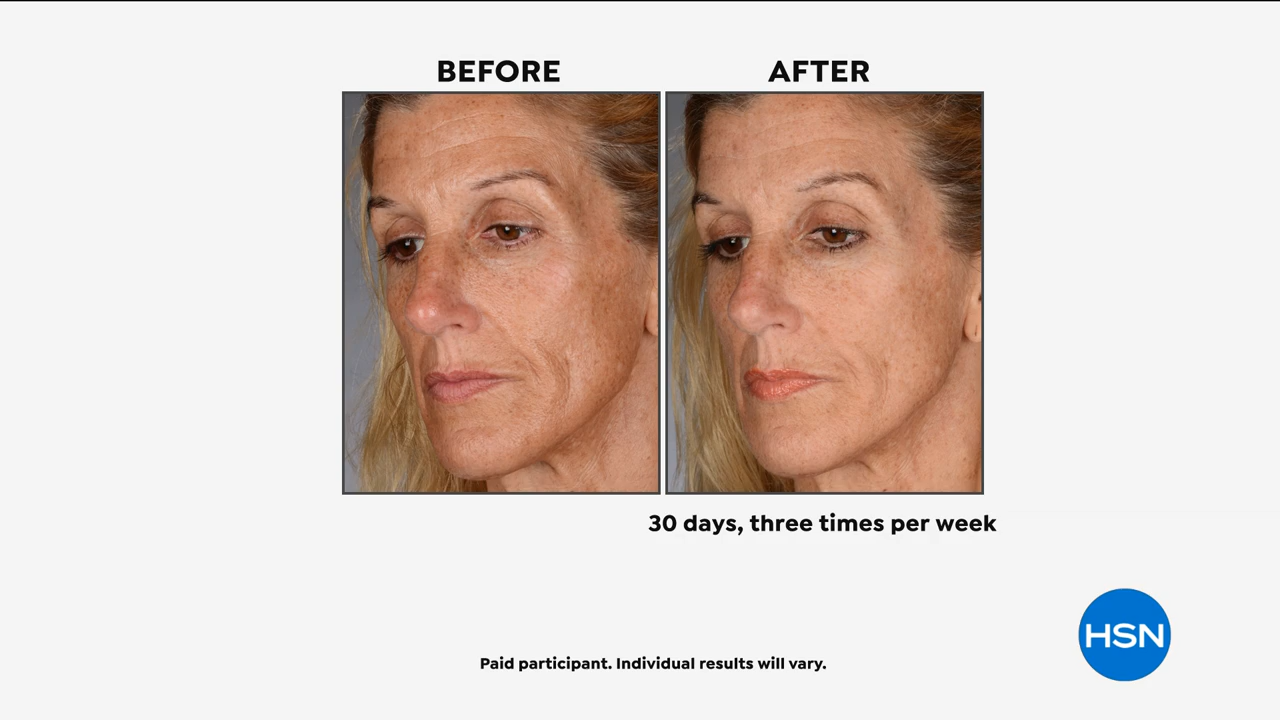 BEFORE AFTER
30 days, three times per week
HSN
Paid participant. Individual results will vary.